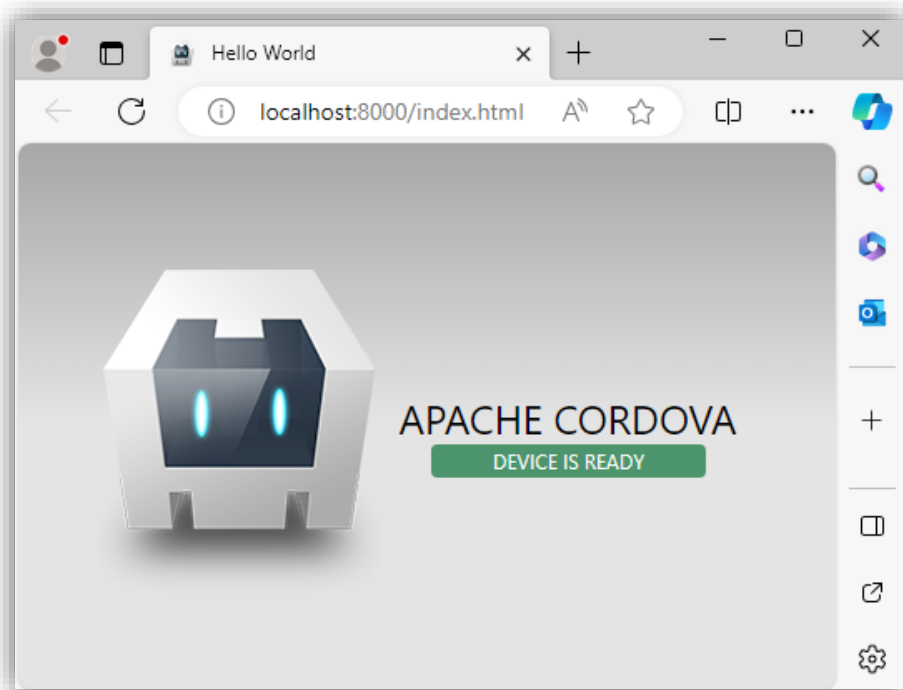 Hello World
localhost:8000/index.html
APACHE CORDOVA
DEVICE IS READY